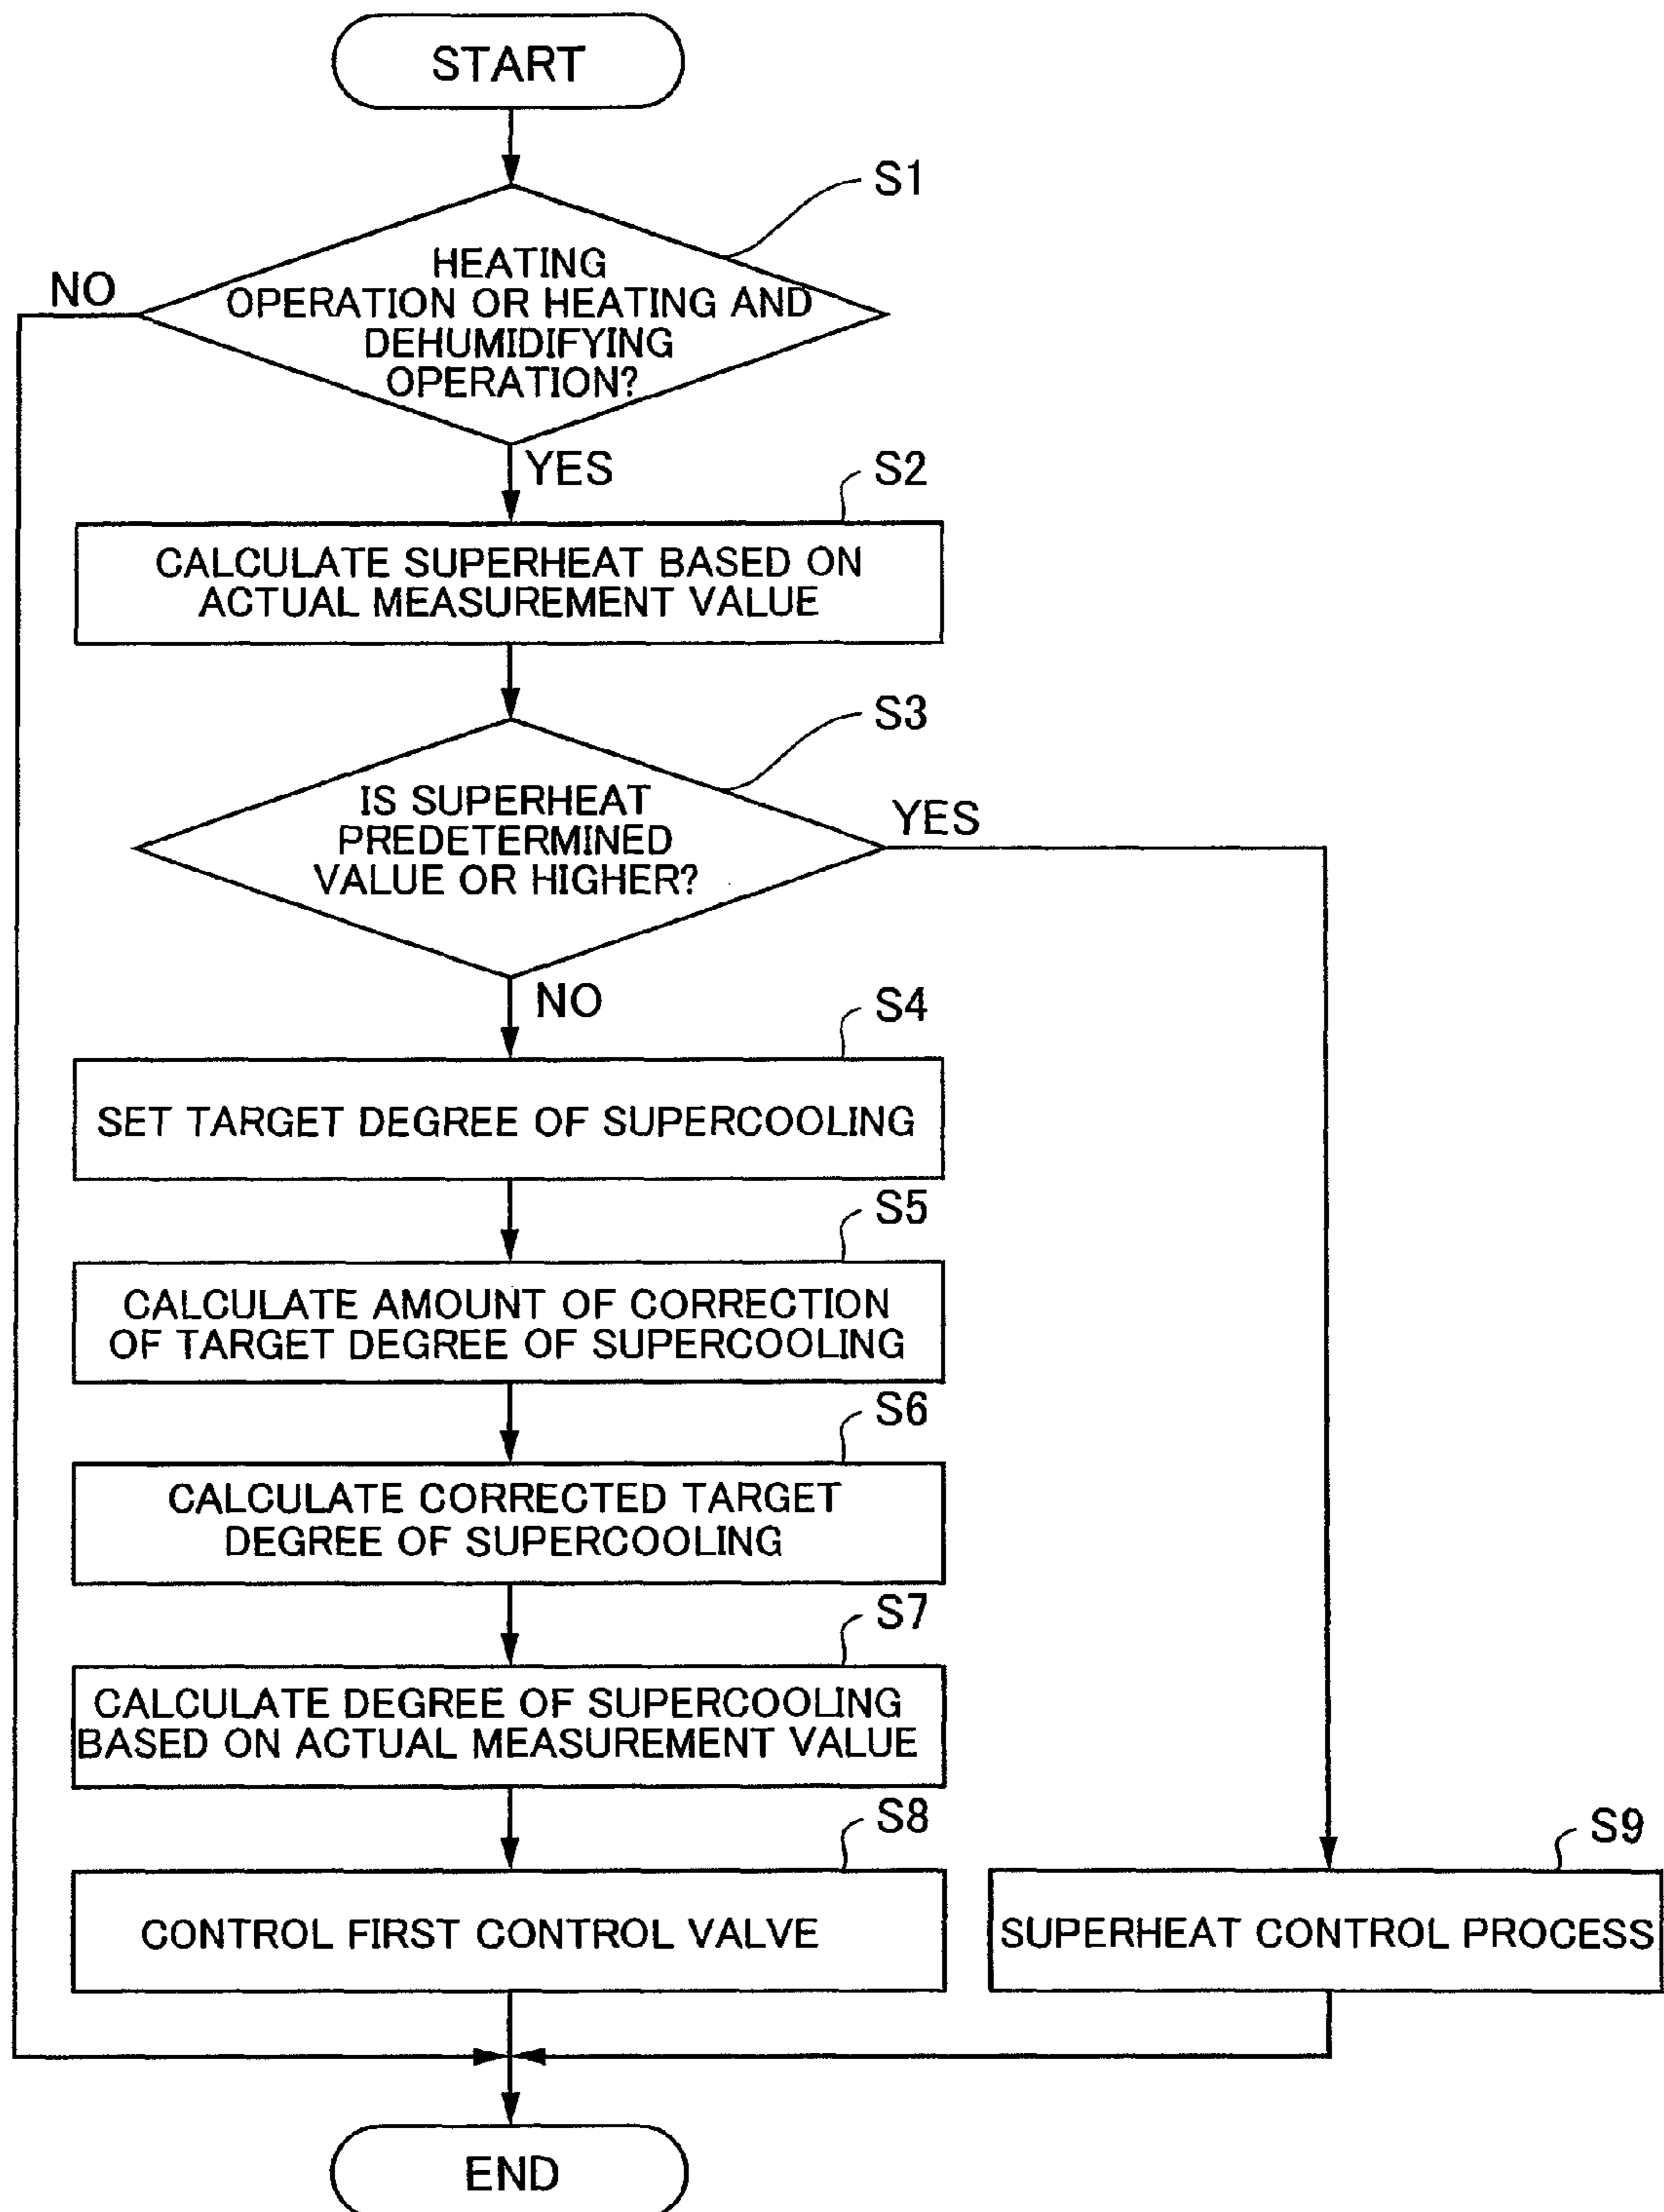 START
S1
HEATING
OPERATION OR HEATING AND
DEHUMIDIFYING
OPERATION?
NO
YES
S2
CALCULATE SUPERHEAT BASED ON
ACTUAL MEASUREMENT VALUE
S3
IS SUPERHEAT
PREDETERMINED
VALUE OR HIGHER?
YES
NO
S4
SET TARGET DEGREE OF SUPERCOOLING
S5
CALCULATE AMOUNT OF CORRECTION
OF TARGET DEGREE OF SUPERCOOLING
S6
CALCULATE CORRECTED TARGET
DEGREE OF SUPERCOOLING
S7
CALCULATE DEGREE OF SUPERCOOLING
BASED ON ACTUAL MEASUREMENT VALUE
S8
CONTROL FIRST CONTROL VALVE
S9
SUPERHEAT CONTROL PROCESS
END